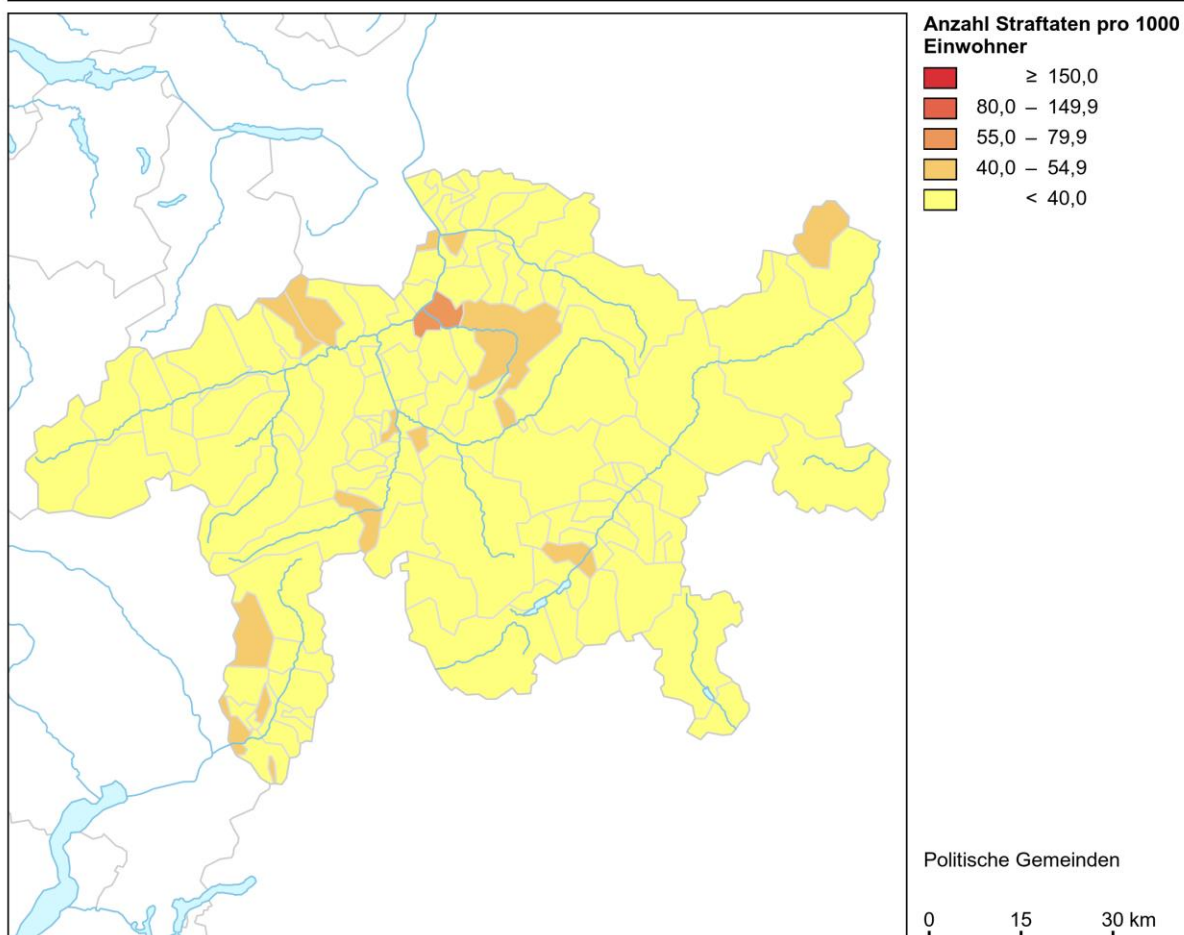 Anzahl Straftaten pro 1000
Einwohner
≥ 150,0
80,0 – 149,9
55,0 – 79,9
40,0 – 54,9
< 40,0
Politische Gemeinden
0 15 30 km